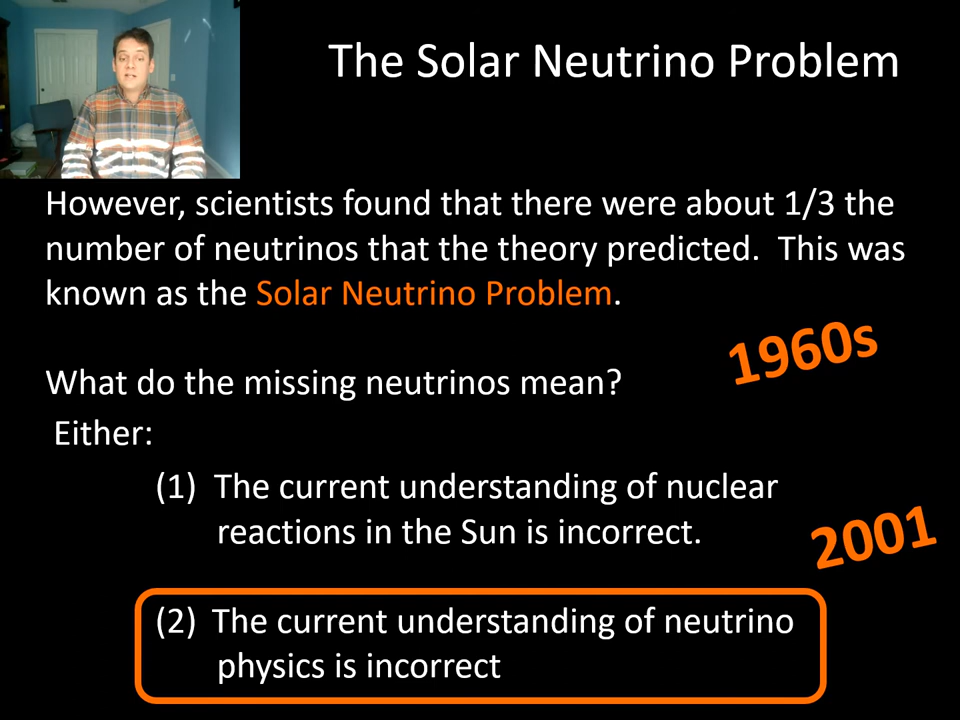 The Solar Neutrino Problem
However, scientists found that there were about 1/3 the
number of neutrinos that the theory predicted.  This was
known as the Solar Neutrino Problem.
1960s
What do the missing neutrinos mean?
Either:
(1)  The current understanding of nuclear
reactions in the Sun is incorrect.
2001
(2)  The current understanding of neutrino
physics is incorrect